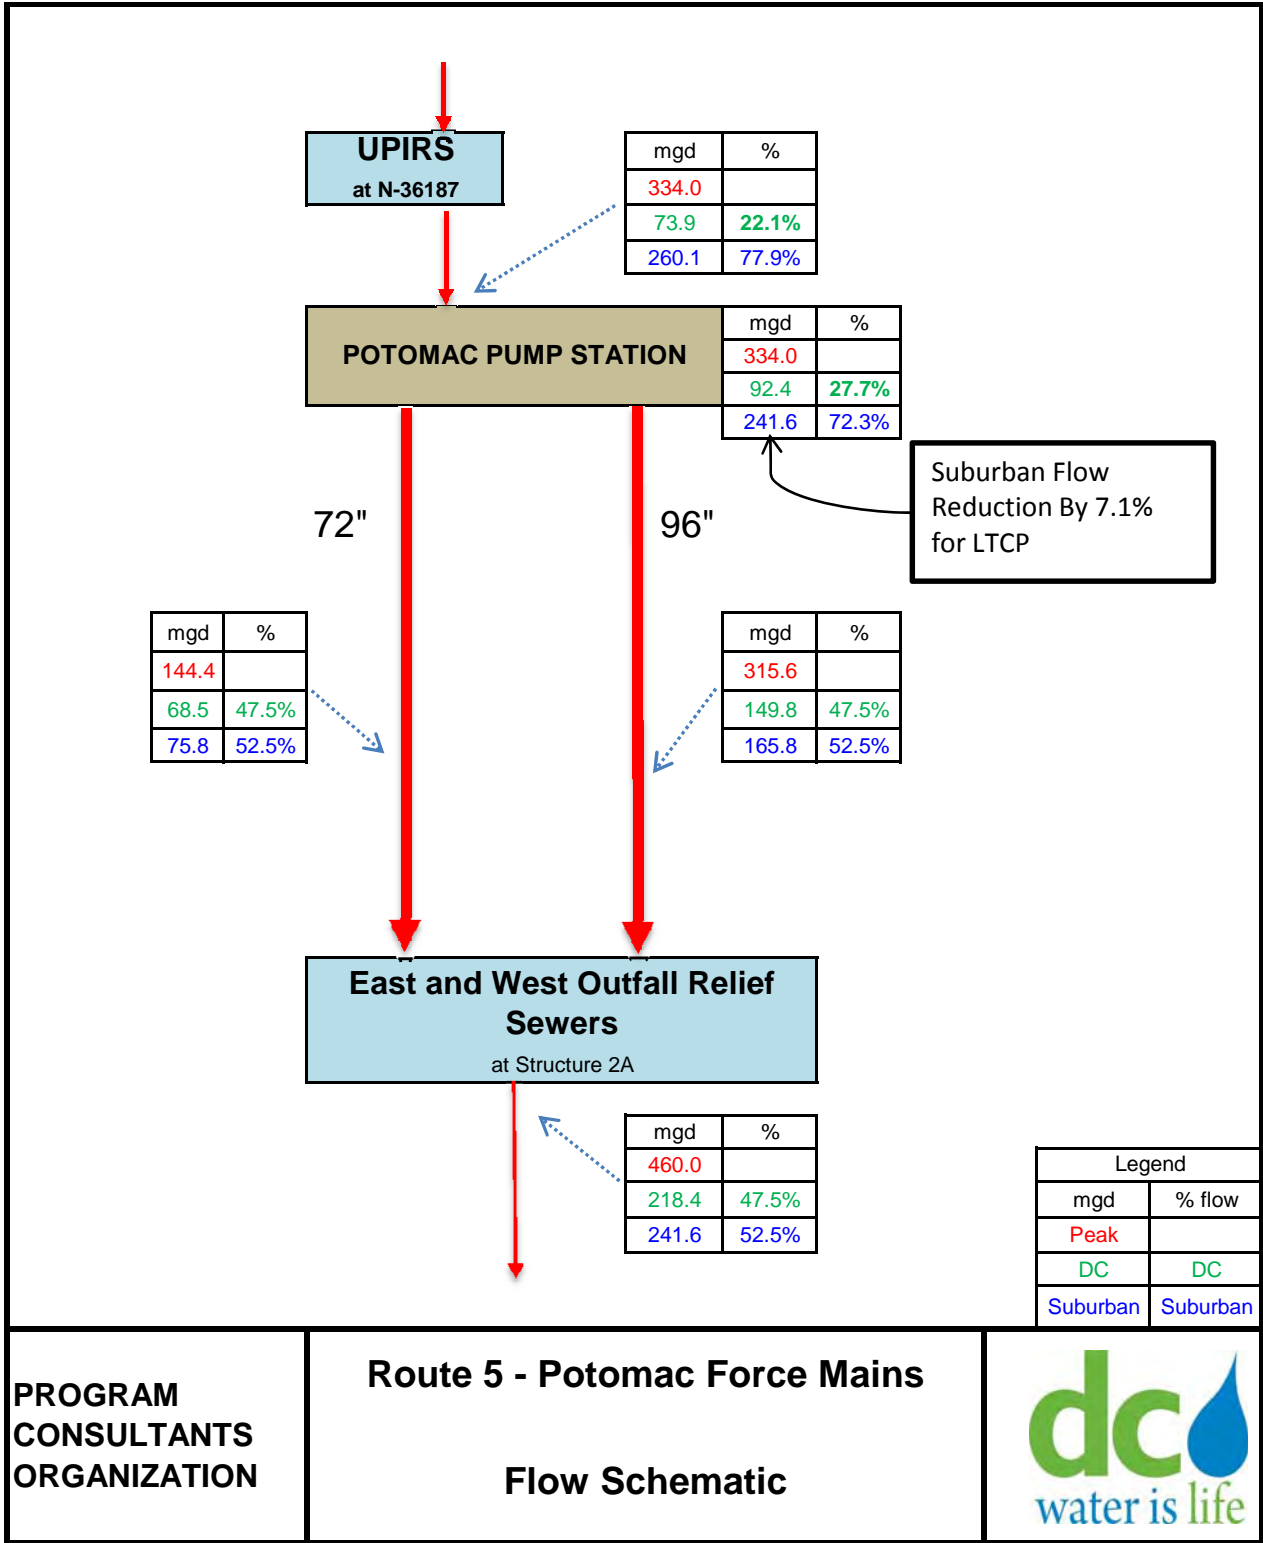 UPIRS
at N-36187
mgd %
334.0
73.9 22.1%
260.1 77.9%
POTOMAC PUMP STATION
mgd %
334.0
92.4 27.7%
241.6 72.3%
Suburban Flow
Reduction By 7.1%
for LTCP
72"
96"
mgd %
144.4
68.5 47.5%
75.8 52.5%
mgd %
315.6
149.8 47.5%
165.8 52.5%
East and West Outfall Relief
Sewers
at Structure 2A
mgd %
460.0
218.4 47.5%
241.6 52.5%
Legend
mgd % flow
Peak
DC DC
Suburban Suburban
PROGRAM
CONSULTANTS
ORGANIZATION
Route 5 - Potomac Force Mains
Flow Schematic
dc
water is life